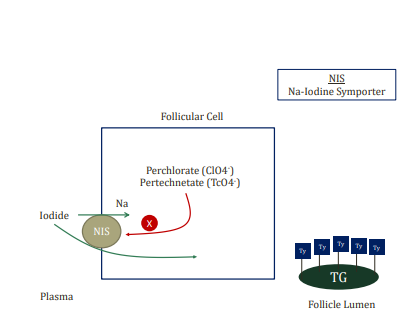 NIS
Na-Iodine Symporter
Follicular Cell
Perchlorate (ClO4-)
Pertechnetate (TcO4-)
Na
X
Iodide
NIS
Ty Ty Ty Ty Ty
TG
Plasma
Follicle Lumen